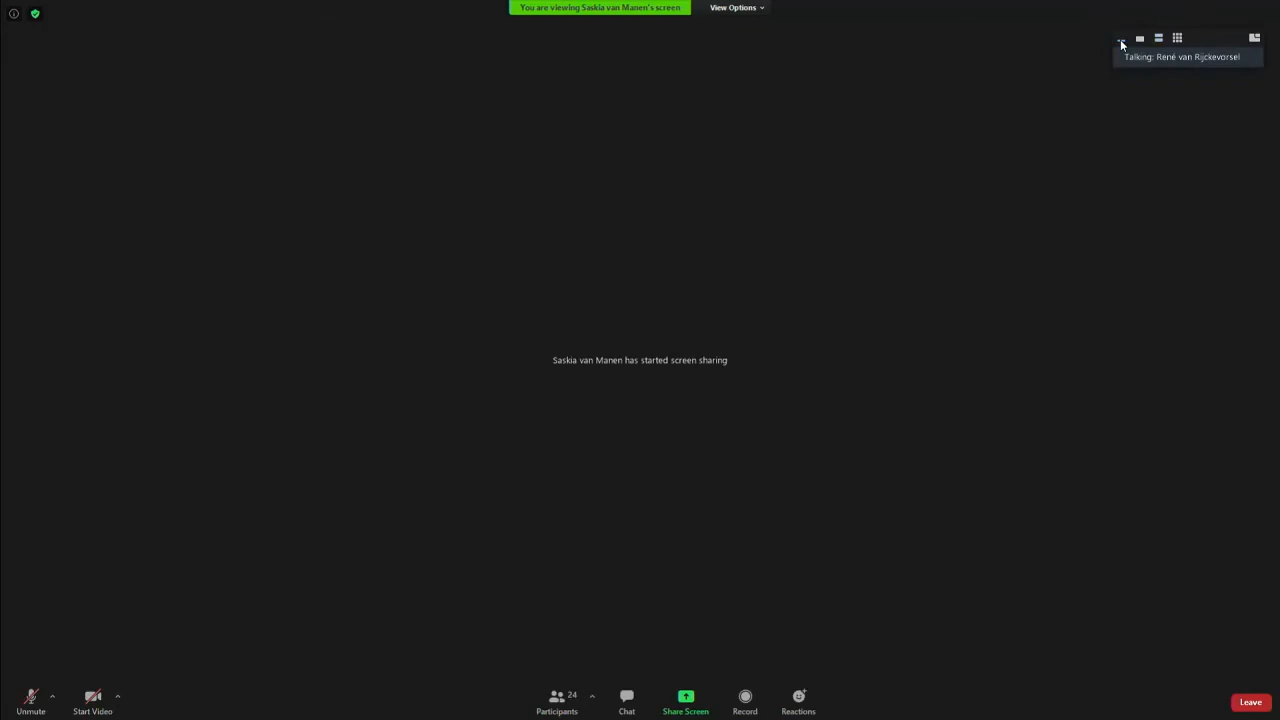 You are viewing Saskia van Manen's screen
View Options
Talking: René van Rijckevorsel
Saskia van Manen has started screen sharing
Unmute
Start Video
24
Participants
Chat
Share Screen
Record
Reactions
Leave